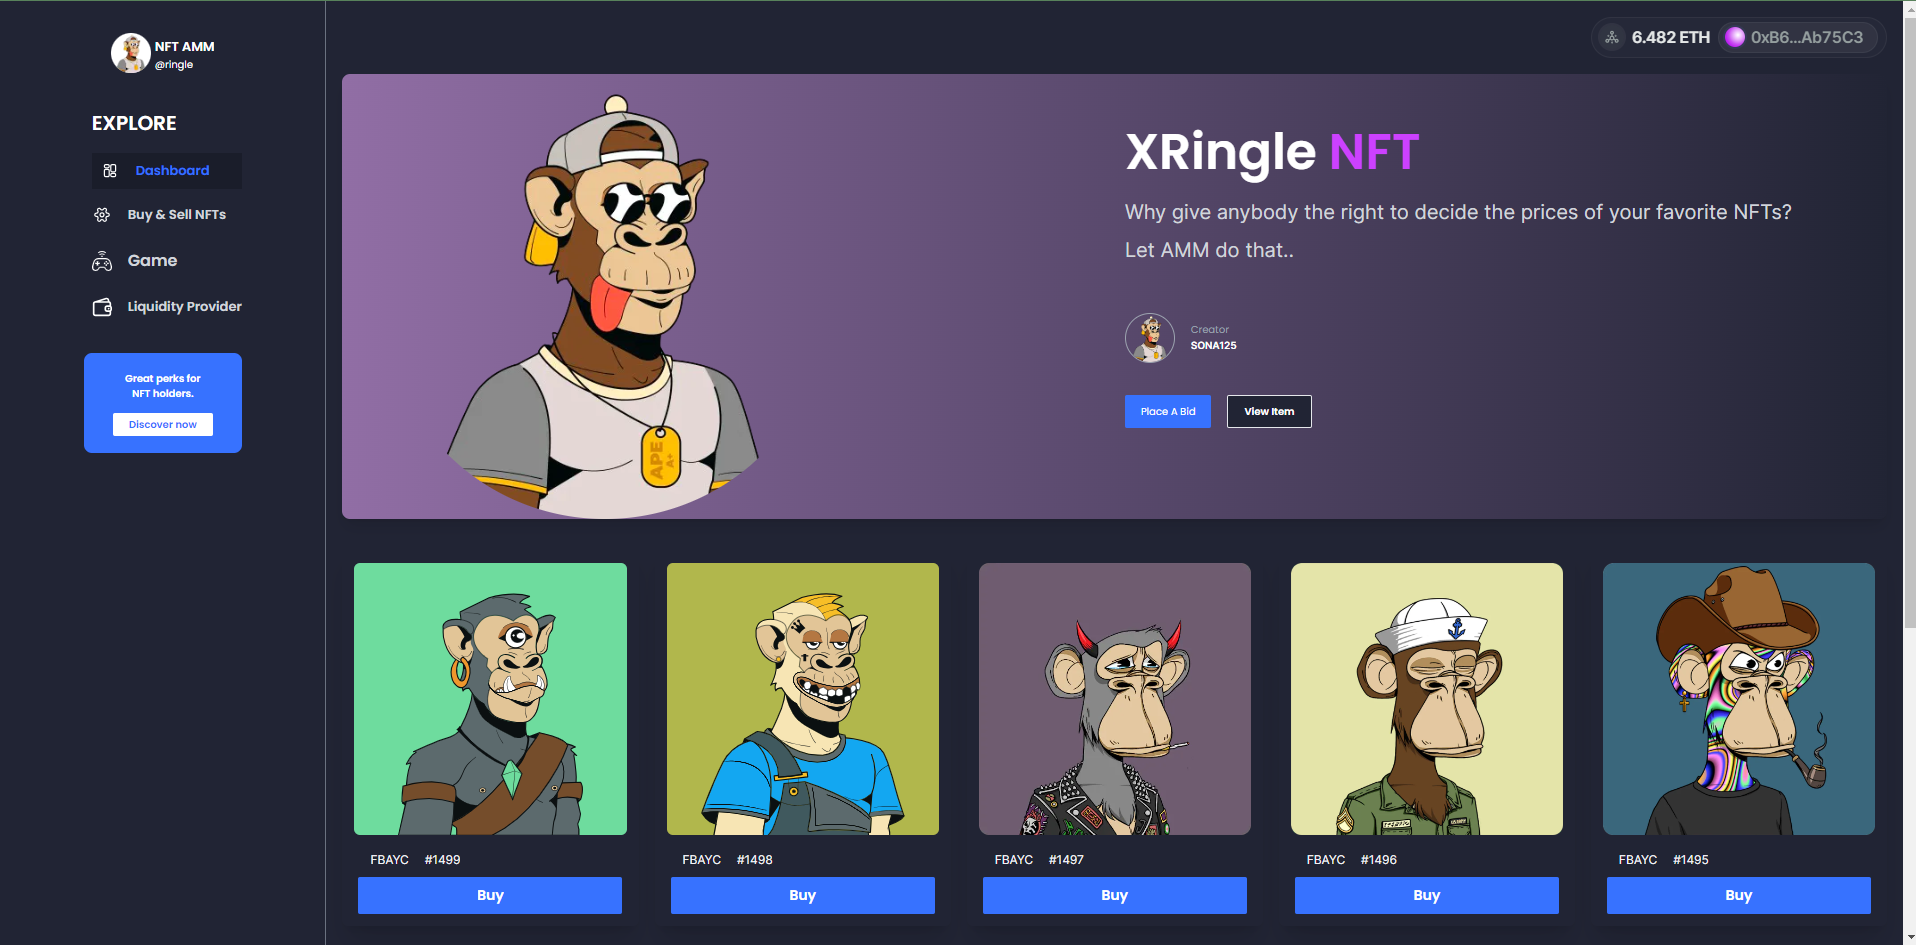 NFT AMM
@ringle
EXPLORE
Dashboard
Buy & Sell NFTs
Game
Liquidity Provider
Great perks for
NFT holders.
Discover now
6.482 ETH
0xB6...Ab75C3
XRingle NFT
Why give anybody the right to decide the prices of your favorite NFTs?
Let AMM do that..
Creator
SONA125
Place A Bid
View Item
APE
A+
FBAYC #1499
Buy
FBAYC #1498
Buy
FBAYC #1497
Buy
FBAYC #1496
Buy
FBAYC #1495
Buy